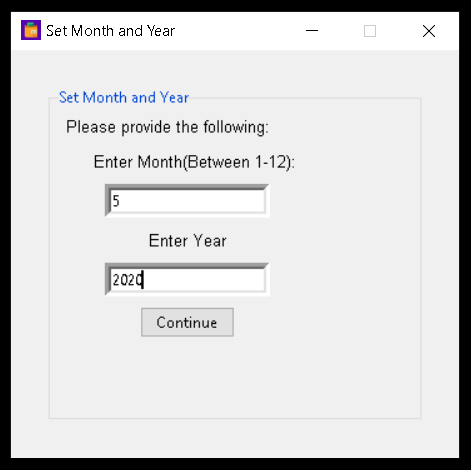 Set Month and Year
Set Month and Year
Please provide the following:
Enter Month(Between 1-12):
5
Enter Year
2020
Continue